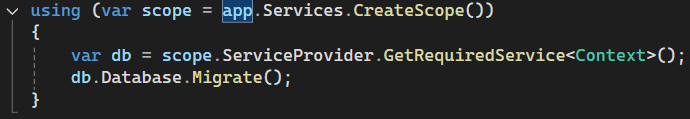 using (var scope = app.Services.CreateScope())
{
    var db = scope.ServiceProvider.GetRequiredService<Context>();
    db.Database.Migrate();
}